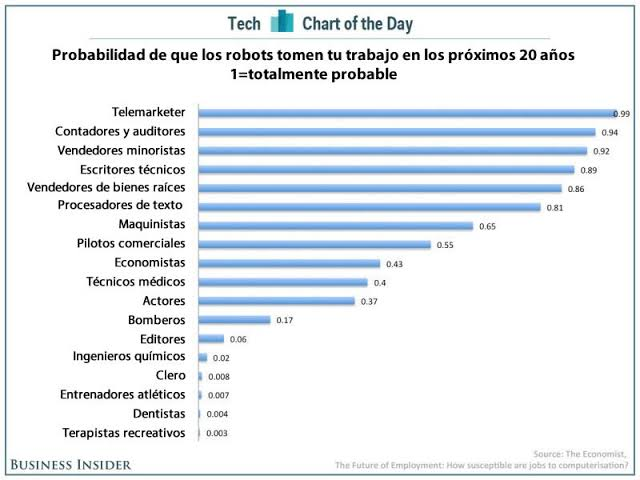 Tech Chart of the Day
Probabilidad de que los robots tomen tu trabajo en los próximos 20 años
1=totalmente probable
Telemarketer 0.99
Contadores y auditores 0.94
Vendedores minoristas 0.92
Escritores técnicos 0.89
Vendedores de bienes raíces 0.86
Procesadores de texto 0.81
Maquinistas 0.65
Pilotos comerciales 0.55
Economistas 0.43
Técnicos médicos 0.4
Actores 0.37
Bomberos 0.17
Editores 0.06
Ingenieros químicos 0.02
Clero 0.008
Entrenadores atléticos 0.007
Dentistas 0.004
Terapistas recreativos 0.003
Source: The Economist,
BUSINESS INSIDER The Future of Employment: How susceptible are jobs to computerisation?